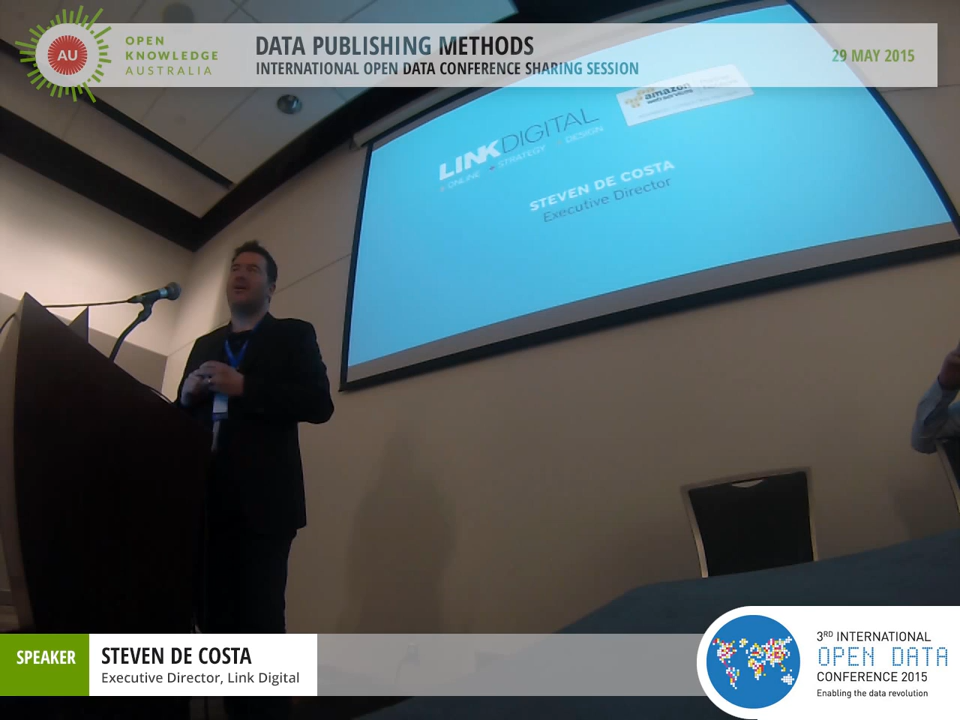 AU
OPEN
KNOWLEDGE
AUSTRALIA
DATA PUBLISHING METHODS
INTERNATIONAL OPEN DATA CONFERENCE SHARING SESSION
29 MAY 2015
amazon
LINKDIGITAL
ONLINE STRATEGY DESIGN
STEVEN DE COSTA
Executive Director
SPEAKER
STEVEN DE COSTA
Executive Director, Link Digital
3RD INTERNATIONAL
OPEN DATA
CONFERENCE 2015
Enabling the data revolution